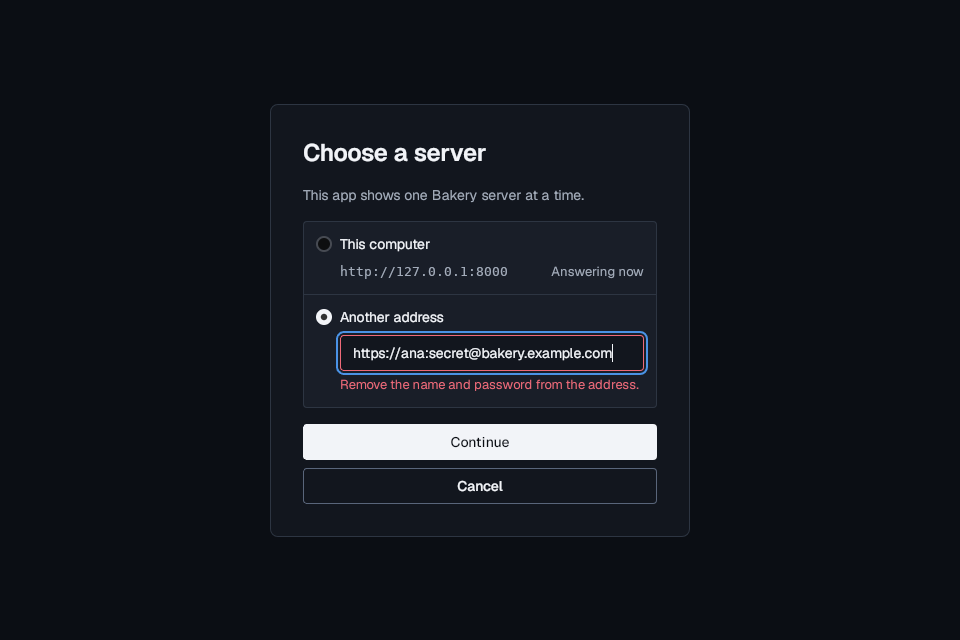 Choose a server
This app shows one Bakery server at a time.
This computer
http://127.0.0.1:8000 Answering now
Another address
https://ana:secret@bakery.example.com
Remove the name and password from the address.
Continue
Cancel